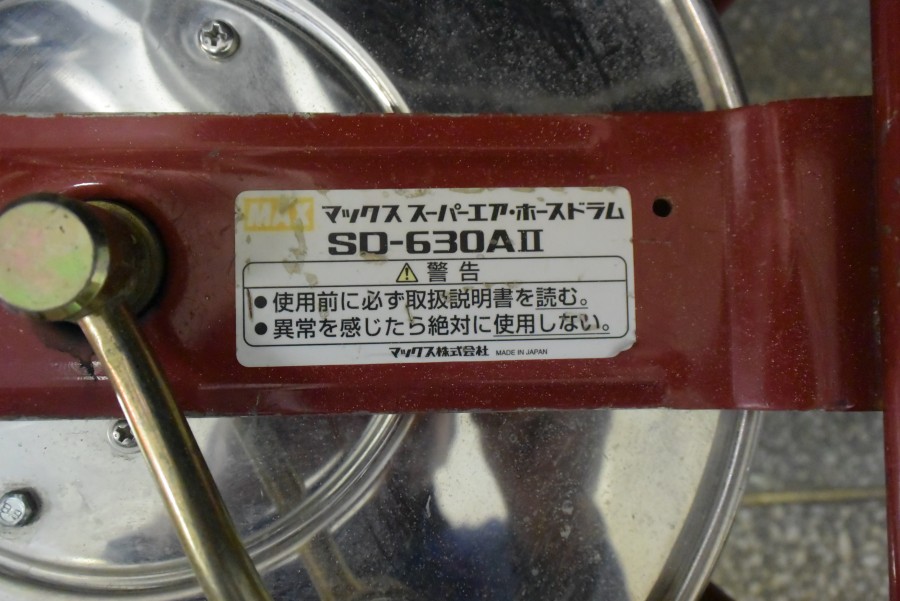 MAX マックス スーパーエア・ホースドラム
SD-630AII
⚠警告
●使用前に必ず取扱説明書を読む。
●異常を感じたら絶対に使用しない。
マックス株式会社 MADE IN JAPAN
8.8